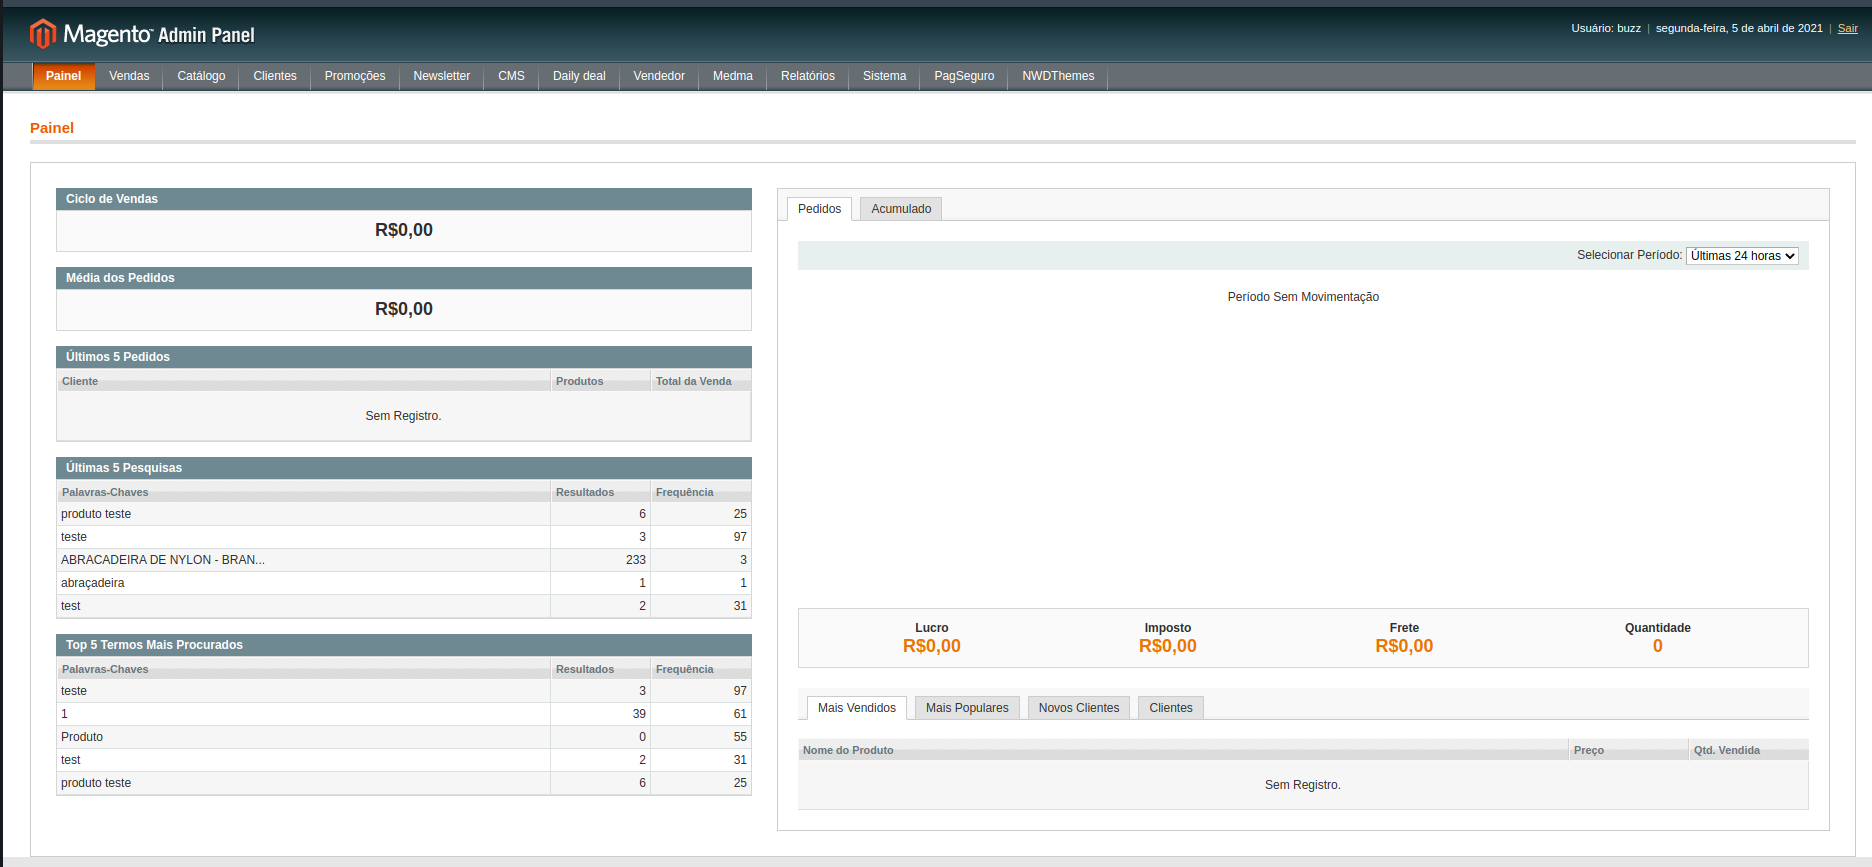 Magento™ Admin Panel
Usuário: buzz | segunda-feira, 5 de abril de 2021 | Sair
Painel Vendas Catálogo Clientes Promoções Newsletter CMS Daily deal Vendedor Medma Relatórios Sistema PagSeguro NWDThemes
Painel
Ciclo de Vendas
R$0,00
Média dos Pedidos
R$0,00
Últimos 5 Pedidos
Cliente Produtos Total da Venda
Sem Registro.
Últimas 5 Pesquisas
Palavras-Chaves Resultados Frequência
produto teste 6 25
teste 3 97
ABRACADEIRA DE NYLON - BRAN... 233 3
abraçadeira 1 1
test 2 31
Top 5 Termos Mais Procurados
Palavras-Chaves Resultados Frequência
teste 3 97
1 39 61
Produto 0 55
test 2 31
produto teste 6 25
Pedidos Acumulado
Selecionar Período: Últimas 24 horas
Período Sem Movimentação
Lucro Imposto Frete Quantidade
R$0,00 R$0,00 R$0,00 0
Mais Vendidos Mais Populares Novos Clientes Clientes
Nome do Produto Preço Qtd. Vendida
Sem Registro.